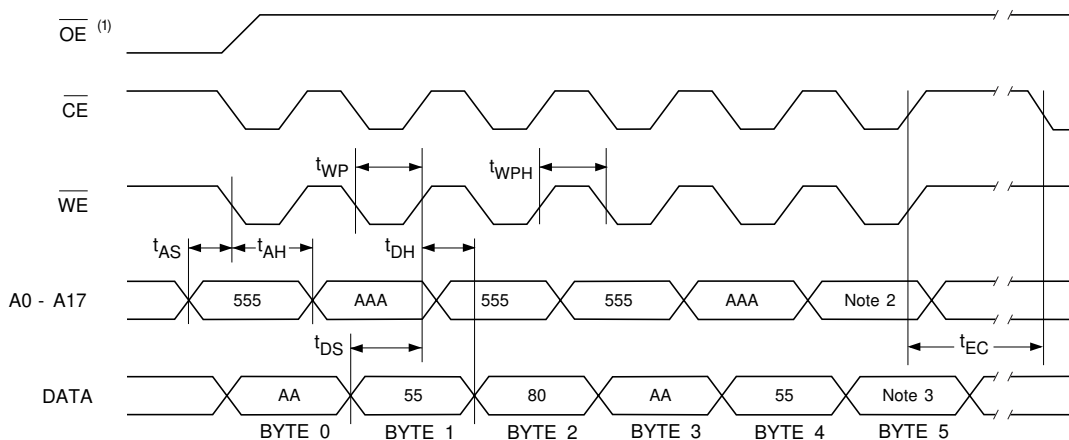 OE (1)
CE
tWP
tWPH
WE
tAS
tAH
tDH
A0 - A17
555
AAA
555
555
AAA
Note 2
tDS
tEC
DATA
AA
55
80
AA
55
Note 3
BYTE 0
BYTE 1
BYTE 2
BYTE 3
BYTE 4
BYTE 5